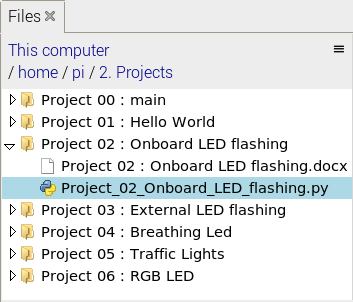 Files
This computer
/ home / pi / 2. Projects
Project 00 : main
Project 01 : Hello World
Project 02 : Onboard LED flashing
Project 02 : Onboard LED flashing.docx
Project_02_Onboard_LED_flashing.py
Project 03 : External LED flashing
Project 04 : Breathing Led
Project 05 : Traffic Lights
Project 06 : RGB LED